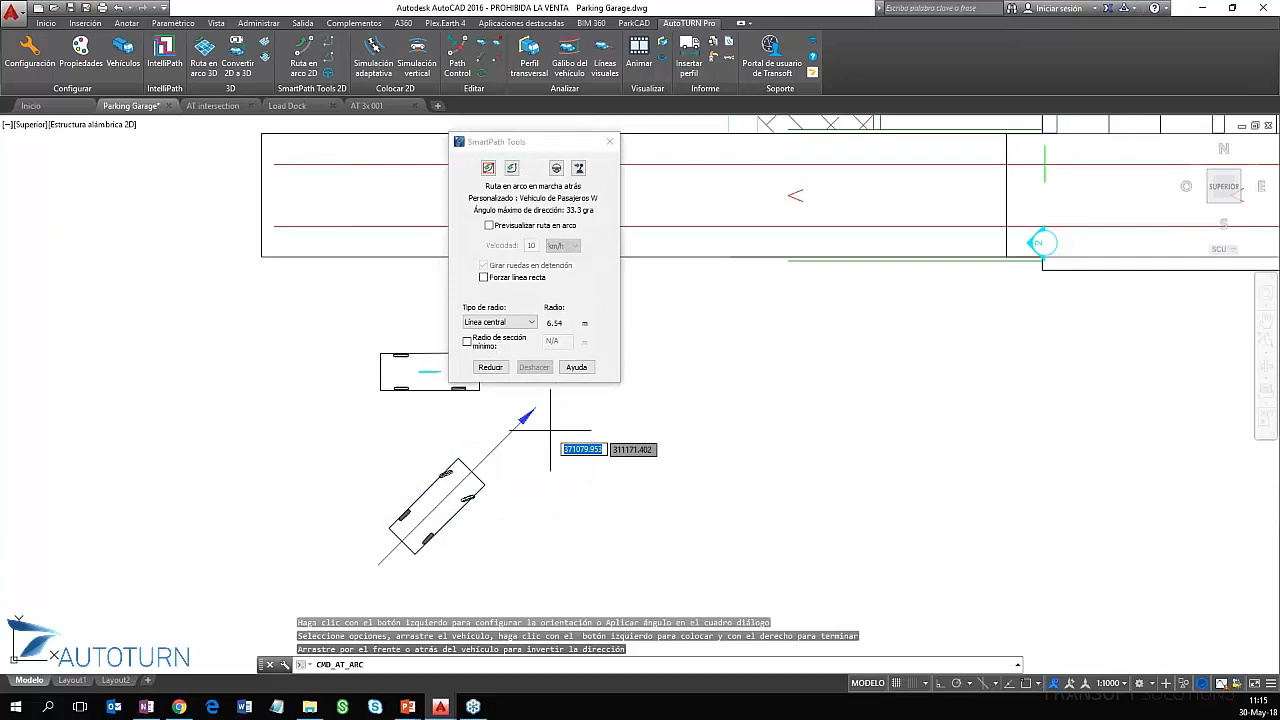 Autodesk AutoCAD 2016 - PROHIBIDA LA VENTA Parking Garage.dwg
Escriba palabra clave o frase
Iniciar sesión
Inicio Inserción Anotar Paramétrico Vista Administrar Salida Complementos A360 Plex.Earth 4 Aplicaciones destacadas BIM 360 ParkCAD AutoTURN Pro
Configuración Propiedades Vehículos IntelliPath Ruta en arco 3D Convertir 2D a 3D Ruta en arco 2D Simulación adaptativa Simulación vertical Path Control Perfil transversal Gálibo del vehículo Líneas visuales Animar Insertar perfil Portal de usuario de Transoft
Configurar IntelliPath 3D SmartPath Tools 2D Colocar 2D Editar Analizar Visualizar Informe Soporte
Inicio Parking Garage* AT intersection Load Dock AT 3x 001
[−][Superior][Estructura alámbrica 2D]
SmartPath Tools
Ruta en arco en marcha atrás
Personalizado : Vehiculo de Pasajeros W
Ángulo máximo de dirección: 33.3 gra
Previsualizar ruta en arco
Velocidad: 10 km/h
Girar ruedas en detención
Forzar línea recta
Tipo de radio: Radio:
Línea central 6.54 m
Radio de sección mínimo: N/A m
Reducir Deshacer Ayuda
N
O SUPERIOR E
S
SCU
2
371079.953 311171.402
Haga clic con el botón izquierdo para configurar la orientación o Aplicar ángulo en el cuadro diálogo
Seleccione opciones, arrastre el vehículo, haga clic con el botón izquierdo para colocar y con el derecho para terminar
Arrastre por el frente o atrás del vehículo para invertir la dirección
CMD_AT_ARC
AUTOTURN
Modelo Layout1 Layout2
MODELO 1:1000
TRANSOFT SOLUTIONS
11:15
30-May-18